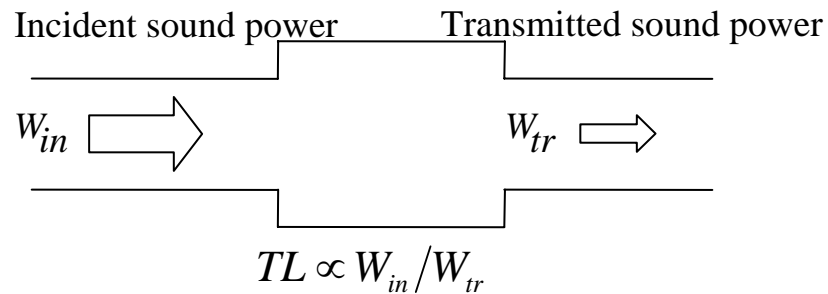 Incident sound power
Transmitted sound power
W_in
W_tr
TL ∝ W_in/W_tr